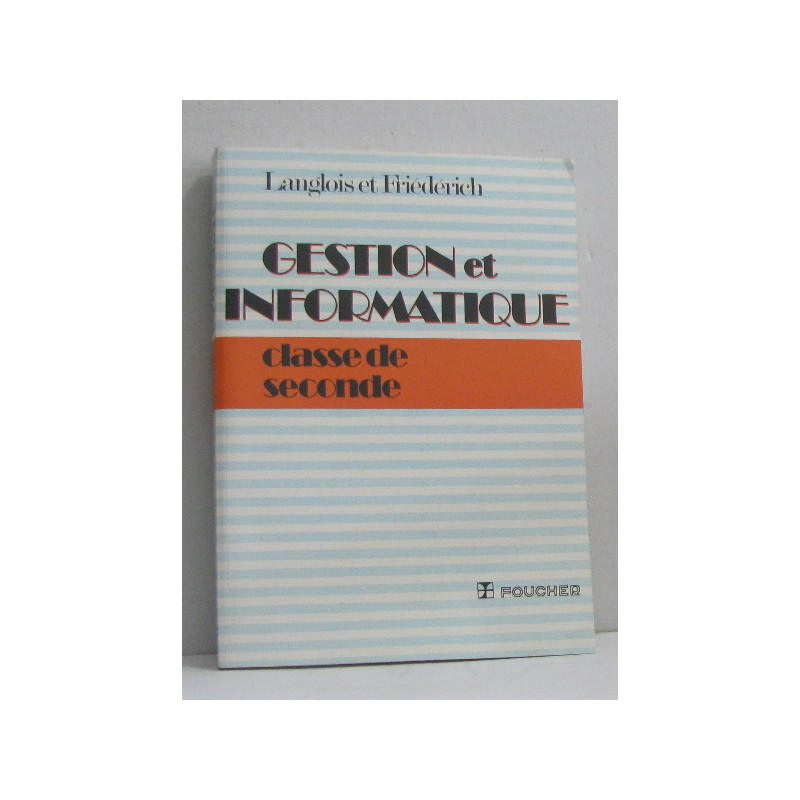 Langlois et Friédérich
GESTION et
INFORMATIQUE
classe de
seconde
FOUCHER